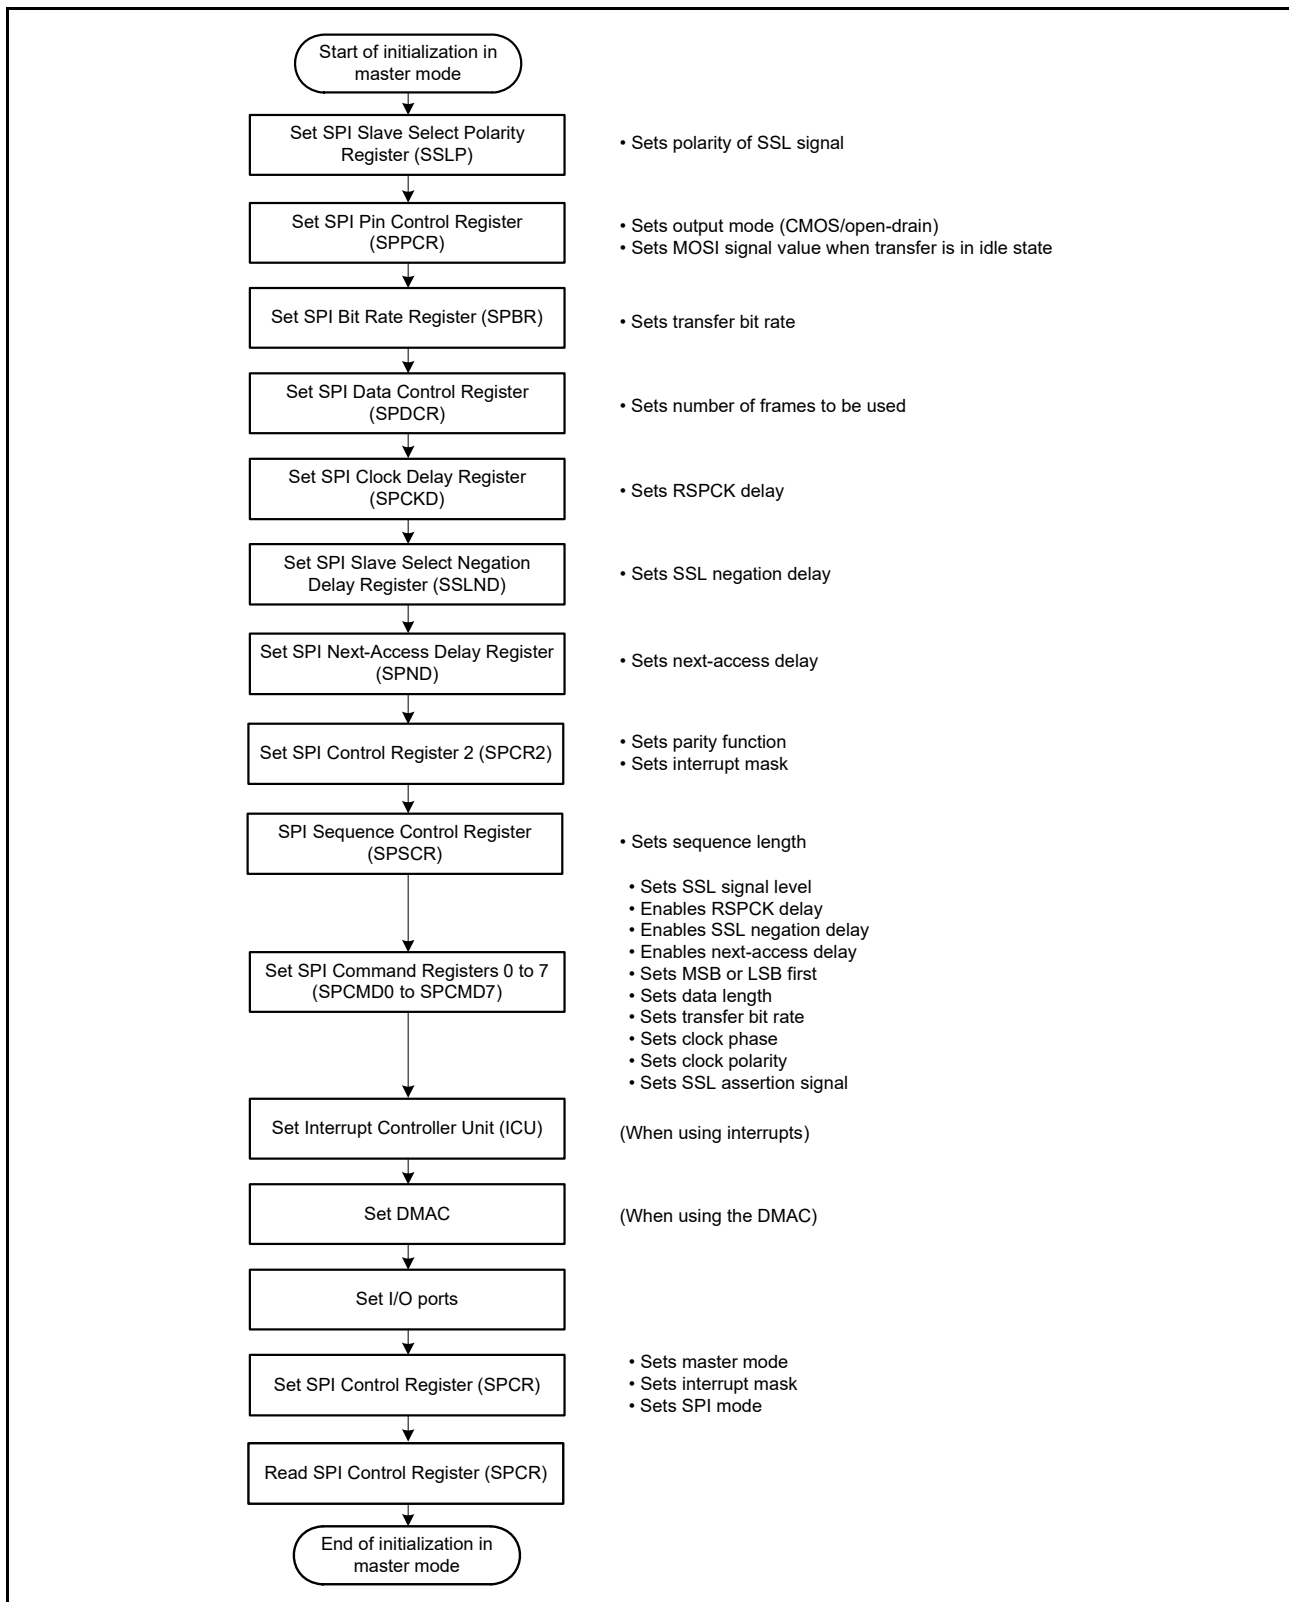 Start of initialization in
master mode
Set SPI Slave Select Polarity
Register (SSLP)
• Sets polarity of SSL signal
Set SPI Pin Control Register
(SPPCR)
• Sets output mode (CMOS/open-drain)
• Sets MOSI signal value when transfer is in idle state
Set SPI Bit Rate Register (SPBR)
• Sets transfer bit rate
Set SPI Data Control Register
(SPDCR)
• Sets number of frames to be used
Set SPI Clock Delay Register
(SPCKD)
• Sets RSPCK delay
Set SPI Slave Select Negation
Delay Register (SSLND)
• Sets SSL negation delay
Set SPI Next-Access Delay Register
(SPND)
• Sets next-access delay
Set SPI Control Register 2 (SPCR2)
• Sets parity function
• Sets interrupt mask
SPI Sequence Control Register
(SPSCR)
• Sets sequence length
Set SPI Command Registers 0 to 7
(SPCMD0 to SPCMD7)
• Sets SSL signal level
• Enables RSPCK delay
• Enables SSL negation delay
• Enables next-access delay
• Sets MSB or LSB first
• Sets data length
• Sets transfer bit rate
• Sets clock phase
• Sets clock polarity
• Sets SSL assertion signal
Set Interrupt Controller Unit (ICU)
(When using interrupts)
Set DMAC
(When using the DMAC)
Set I/O ports
Set SPI Control Register (SPCR)
• Sets master mode
• Sets interrupt mask
• Sets SPI mode
Read SPI Control Register (SPCR)
End of initialization in
master mode